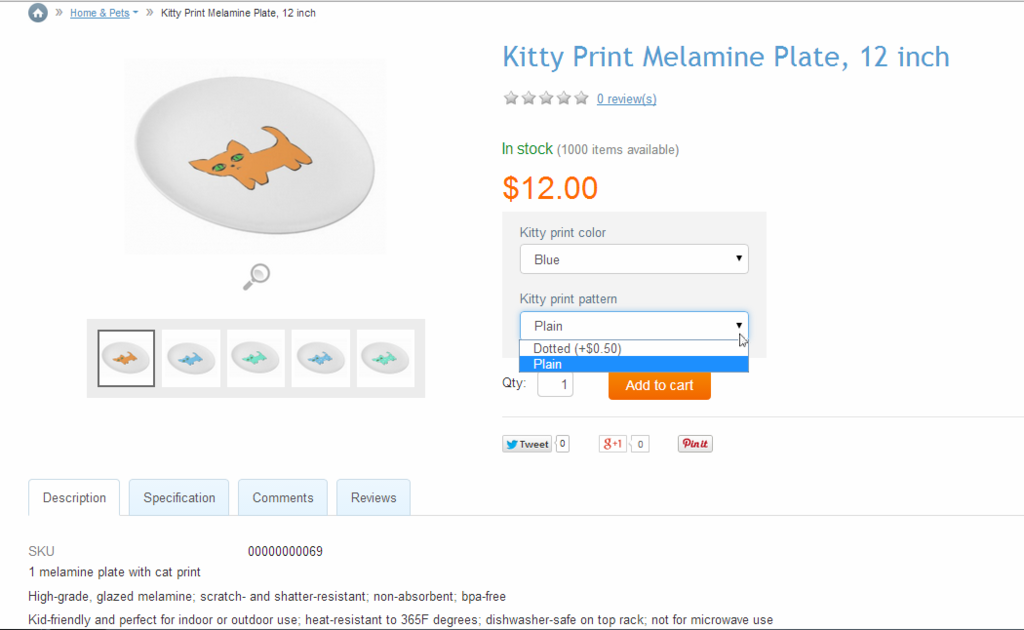 » Home & Pets » Kitty Print Melamine Plate, 12 inch
Kitty Print Melamine Plate, 12 inch
0 review(s)
In stock (1000 items available)
$12.00
Kitty print color
Blue
Kitty print pattern
Plain
Dotted (+$0.50)
Plain
Qty: 1 Add to cart
Tweet 0 g+1 0 Pin it
Description Specification Comments Reviews
SKU 00000000069
1 melamine plate with cat print
High-grade, glazed melamine; scratch- and shatter-resistant; non-absorbent; bpa-free
Kid-friendly and perfect for indoor or outdoor use; heat-resistant to 365F degrees; dishwasher-safe on top rack; not for microwave use